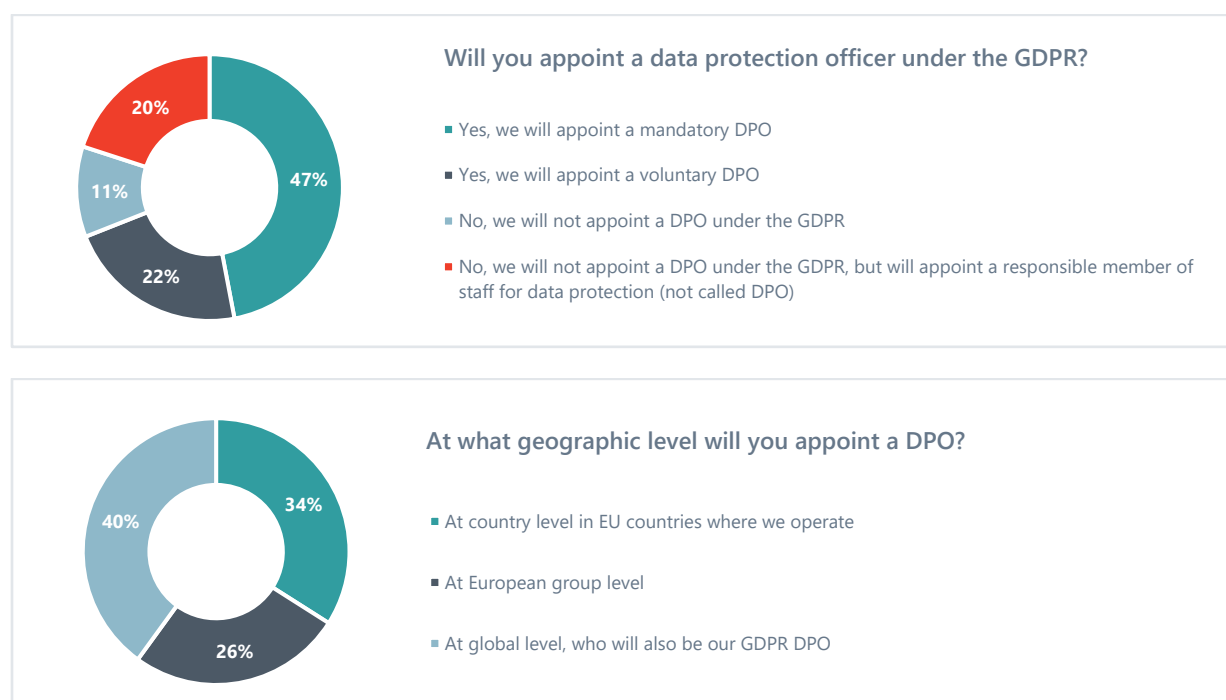 Will you appoint a data protection officer under the GDPR?
20%
47%
11%
22%
Yes, we will appoint a mandatory DPO
Yes, we will appoint a voluntary DPO
No, we will not appoint a DPO under the GDPR
No, we will not appoint a DPO under the GDPR, but will appoint a responsible member of
staff for data protection (not called DPO)
At what geographic level will you appoint a DPO?
34%
40%
26%
At country level in EU countries where we operate
At European group level
At global level, who will also be our GDPR DPO